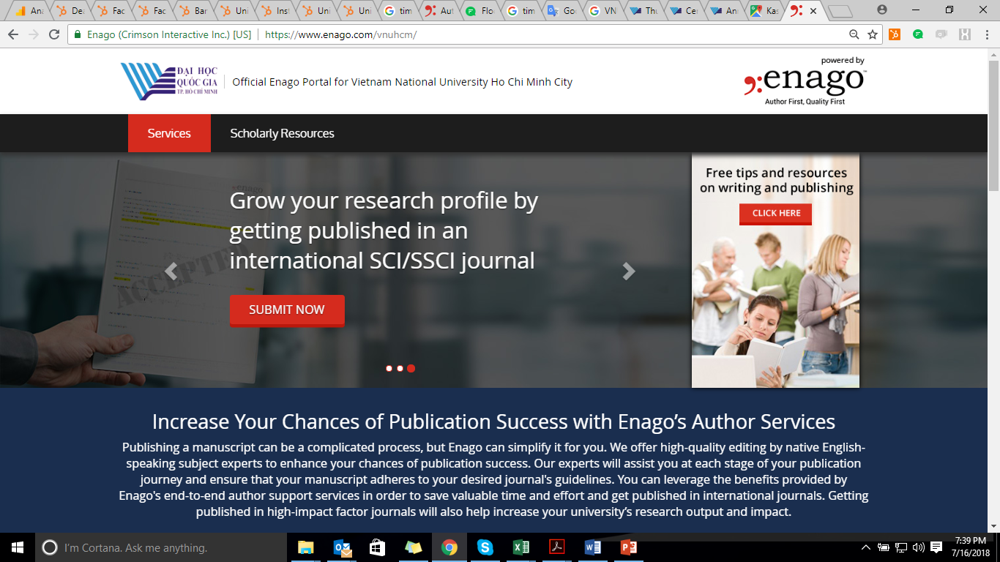 Ana
Dea
Fac
Fac
Bar
Uni
Inst
Uni
Uni
tim
Aut
Flo
tim
Goo
VN
Thu
Cer
Ann
Kas
Enago (Crimson Interactive Inc.) [US]
https://www.enago.com/vnuhcm/
ĐẠI HỌC
QUỐC GIA
TP. HỒ CHÍ MINH
Official Enago Portal for Vietnam National University Ho Chi Minh City
powered by
enago™
Author First, Quality First
Services
Scholarly Resources
enago
ACCEPTED
Grow your research profile by
getting published in an
international SCI/SSCI journal
SUBMIT NOW
Free tips and resources
on writing and publishing
CLICK HERE
Increase Your Chances of Publication Success with Enago’s Author Services
Publishing a manuscript can be a complicated process, but Enago can simplify it for you. We offer high-quality editing by native English-
speaking subject experts to enhance your chances of publication success. Our experts will assist you at each stage of your publication
journey and ensure that your manuscript adheres to your desired journal's guidelines. You can leverage the benefits provided by
Enago's end-to-end author support services in order to save valuable time and effort and get published in international journals. Getting
published in high-impact factor journals will also help increase your university’s research output and impact.
I'm Cortana. Ask me anything.
7:39 PM
7/16/2018